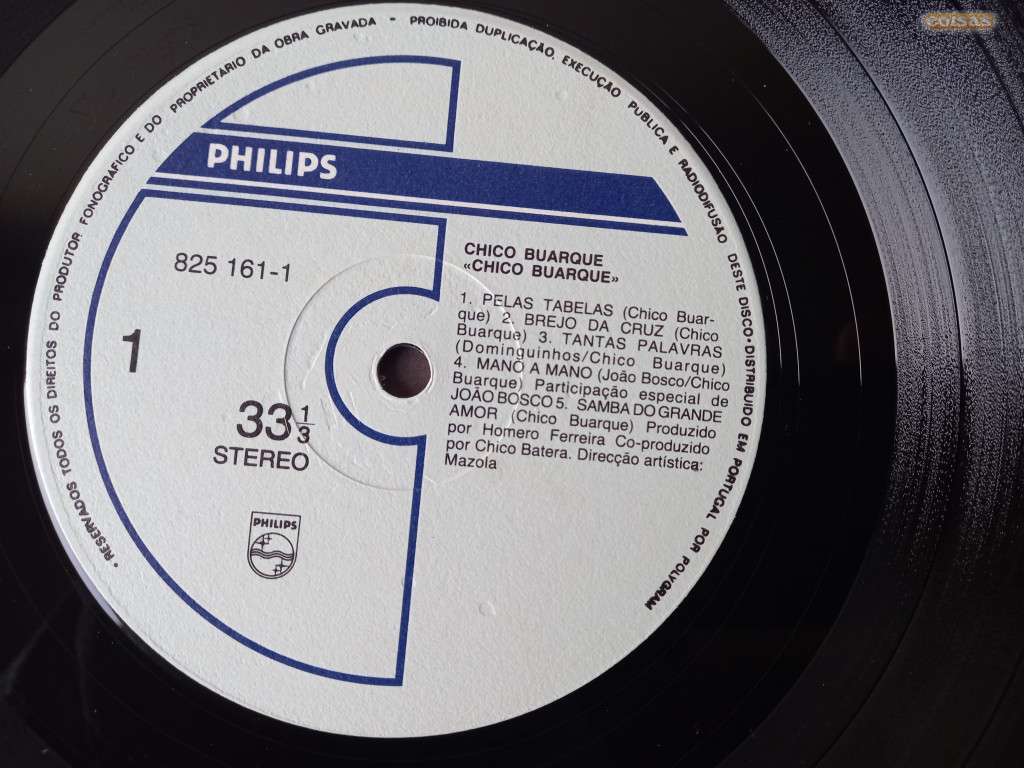 coisas
• RESERVADOS TODOS OS DIREITOS DO PRODUTOR FONOGRAFICO E DO PROPRIETARIO DA OBRA GRAVADA - PROIBIDA DUPLICAÇÃO, EXECUÇÃO PUBLICA E RADIODIFUSÃO DESTE DISCO • DISTRIBUIDO EM PORTUGAL POR POLYGRAM
PHILIPS
825 161-1
1
33 1/3
STEREO
PHILIPS
CHICO BUARQUE
«CHICO BUARQUE»
1. PELAS TABELAS (Chico Buar-
que) 2. BREJO DA CRUZ (Chico
Buarque) 3. TANTAS PALAVRAS
(Dominguinhos/Chico Buarque)
4. MANO A MANO (João Bosco/Chico
Buarque) Participação especial de
JOÃO BOSCO 5. SAMBA DO GRANDE
AMOR (Chico Buarque) Produzido
por Homero Ferreira Co-produzido
por Chico Batera. Direcção artística:
Mazola